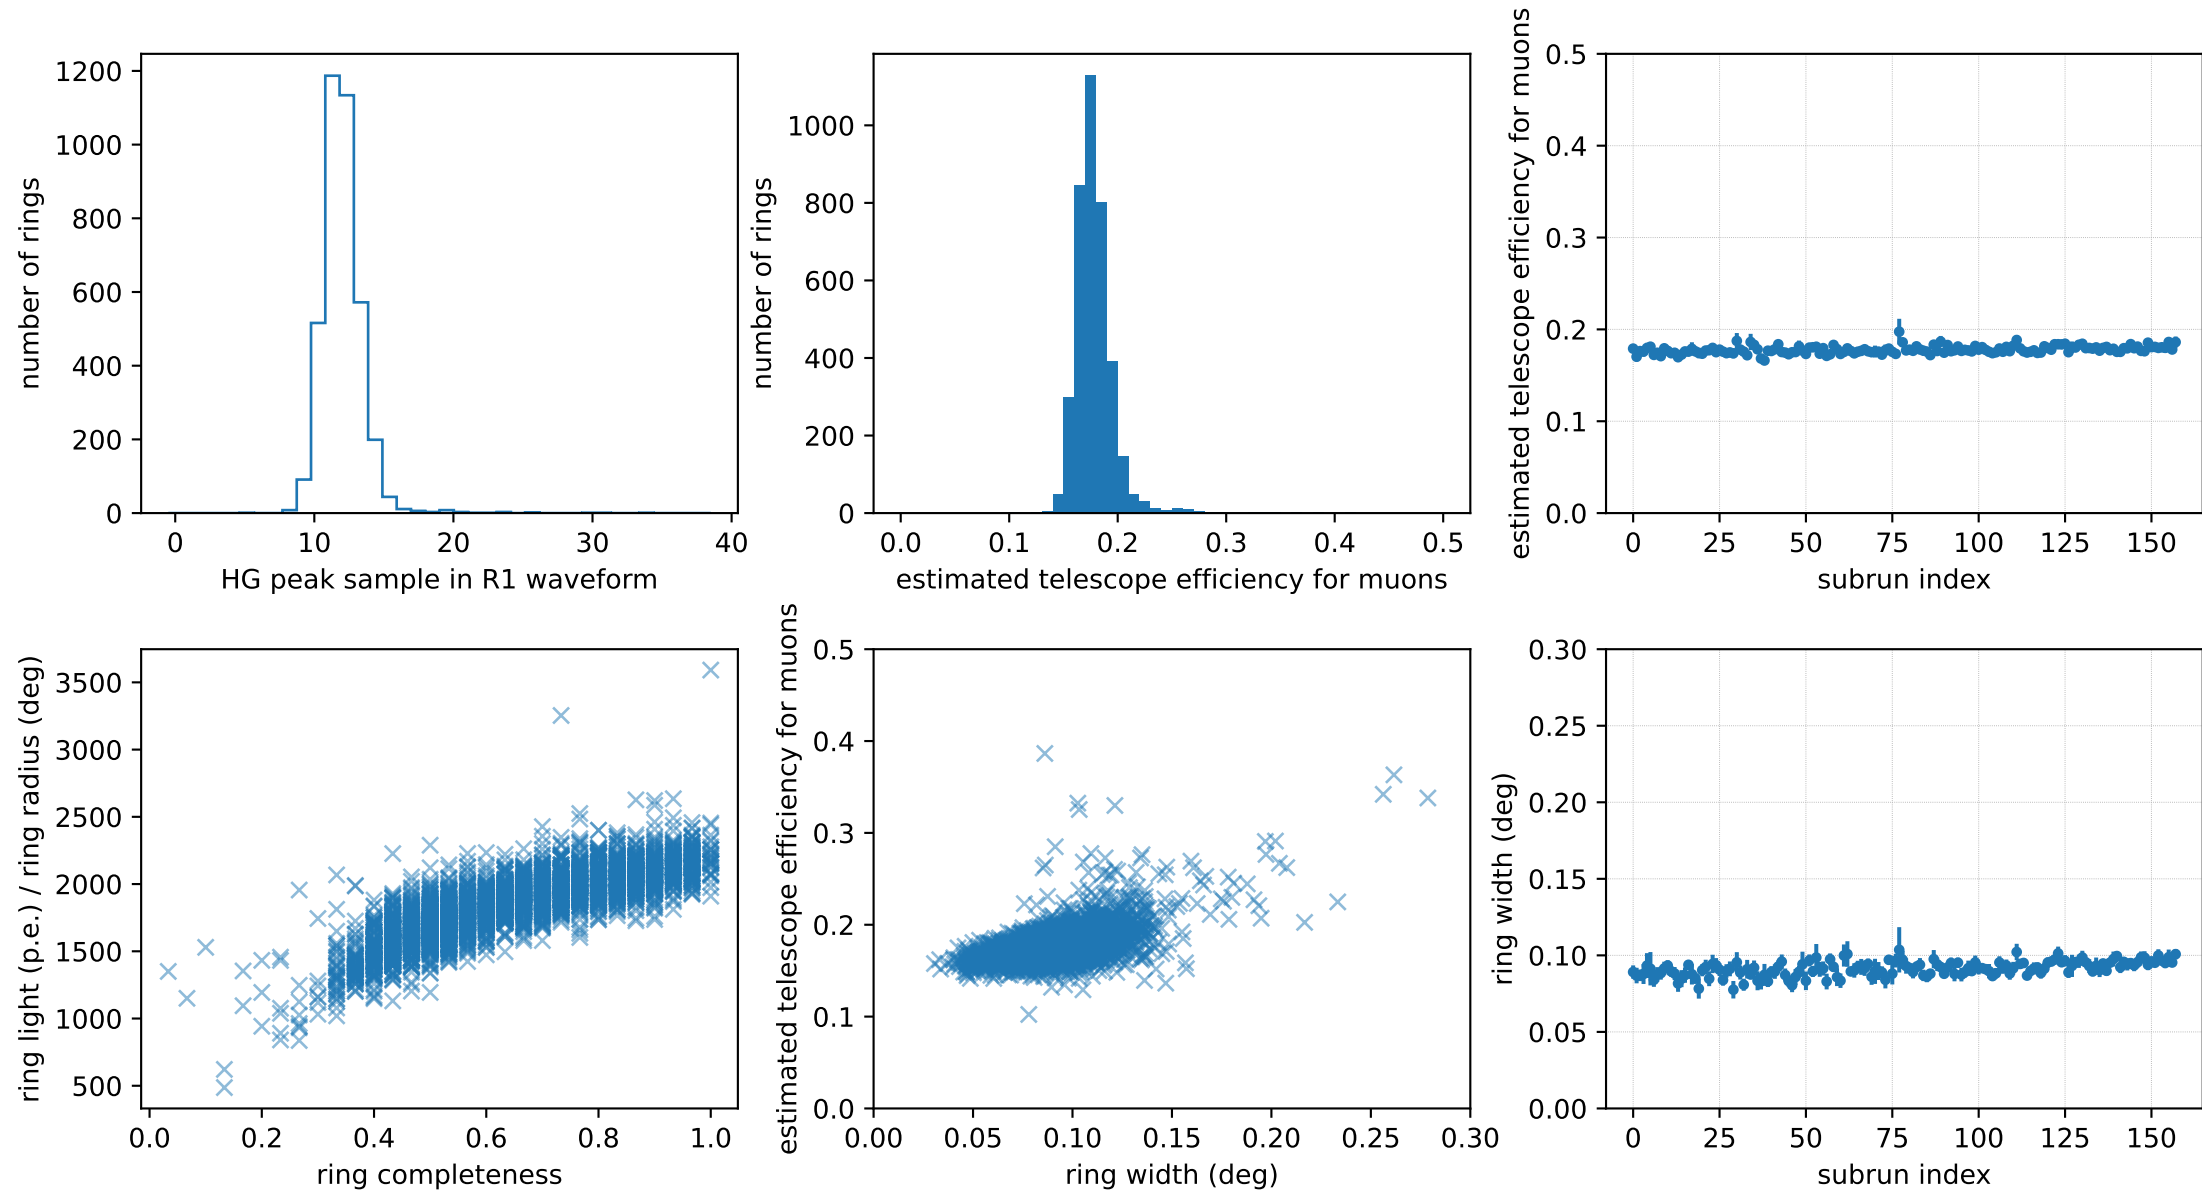 1200
1000
800
600
400
200
0
number of rings
0 10 20 30 40
HG peak sample in R1 waveform
1000
800
600
400
200
0
number of rings
0.0 0.1 0.2 0.3 0.4 0.5
estimated telescope efficiency for muons
0.5
0.4
0.3
0.2
0.1
0.0
estimated telescope efficiency for muons
0 25 50 75 100 125 150
subrun index
3500
3000
2500
2000
1500
1000
500
ring light (p.e.) / ring radius (deg)
0.0 0.2 0.4 0.6 0.8 1.0
ring completeness
0.5
0.4
0.3
0.2
0.1
0.0
estimated telescope efficiency for muons
0.00 0.05 0.10 0.15 0.20 0.25 0.30
ring width (deg)
0.30
0.25
0.20
0.15
0.10
0.05
0.00
ring width (deg)
0 25 50 75 100 125 150
subrun index